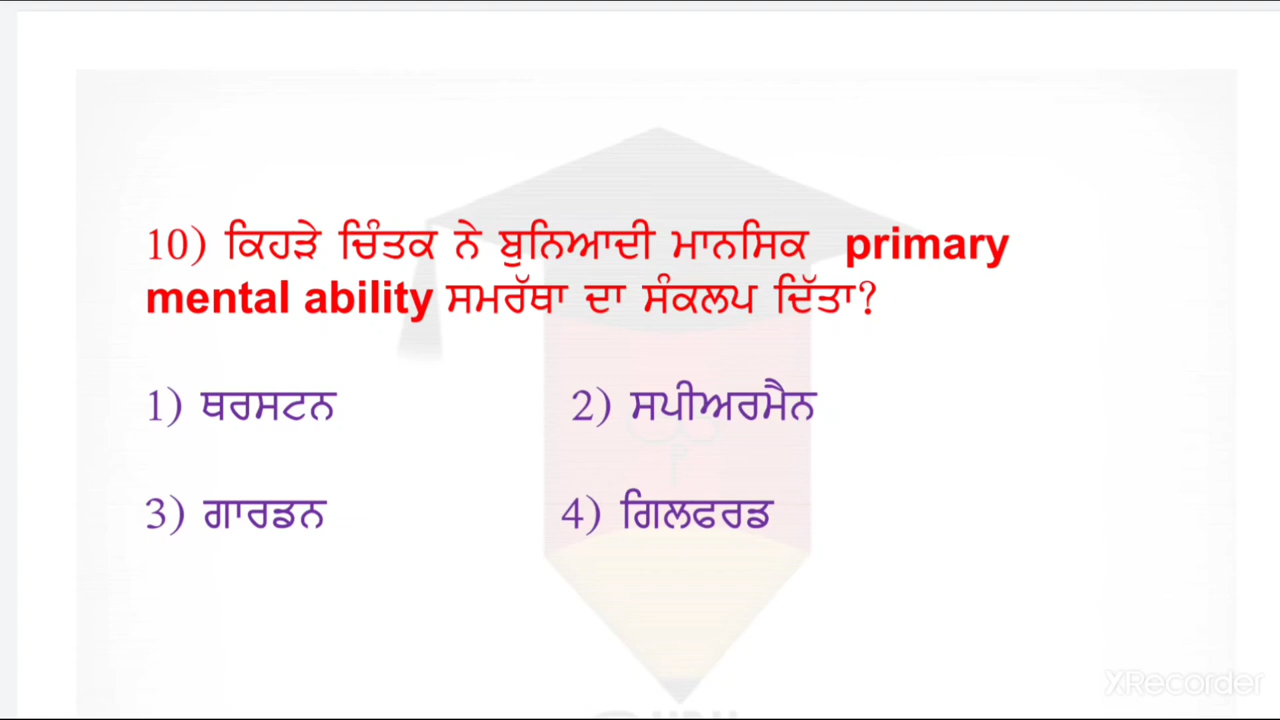 10) ਕਿਹੜੇ ਚਿੰਤਕ ਨੇ ਬੁਨਿਆਦੀ ਮਾਨਸਿਕ primary
mental ability ਸਮਰੱਥਾ ਦਾ ਸੰਕਲਪ ਦਿੱਤਾ?
1) ਥਰਸਟਨ 2) ਸਪੀਅਰਮੈਨ
3) ਗਾਰਡਨ 4) ਗਿਲਫਰਡ
XRecorder